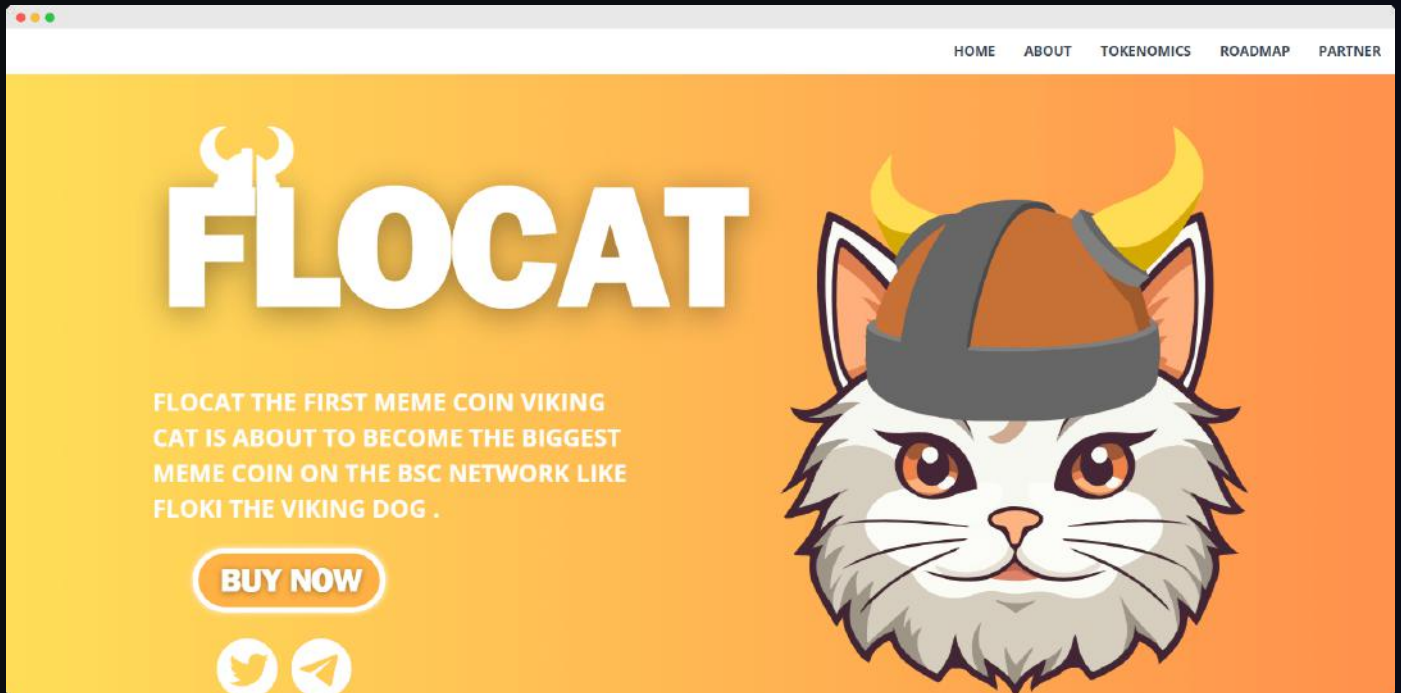 HOME ABOUT TOKENOMICS ROADMAP PARTNER
FLOCAT
FLOCAT THE FIRST MEME COIN VIKING
CAT IS ABOUT TO BECOME THE BIGGEST
MEME COIN ON THE BSC NETWORK LIKE
FLOKI THE VIKING DOG .
BUY NOW